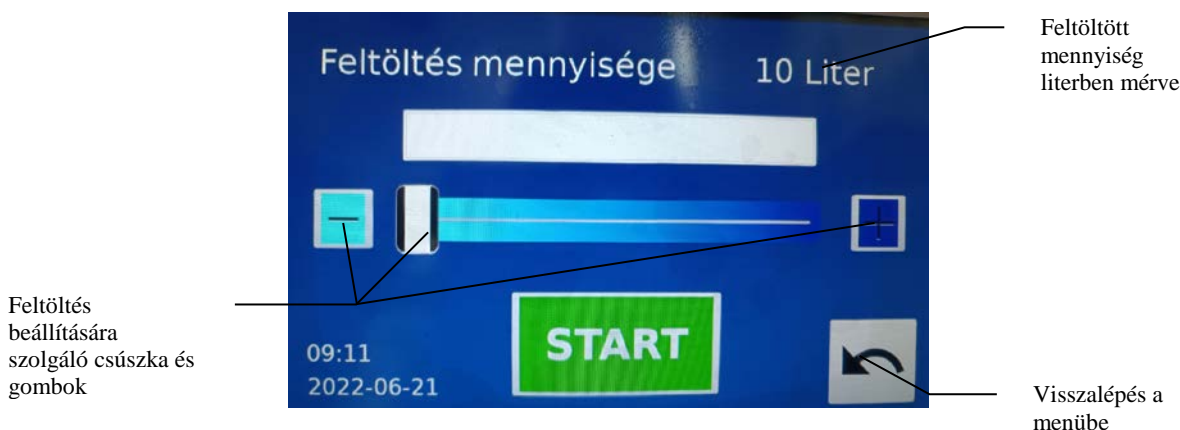 Feltöltés mennyisége 10 Liter
Feltöltött
mennyiség
literben mérve
Feltöltés
beállítására
szolgáló csúszka és
gombok
START
09:11
2022-06-21
Visszalépés a
menübe